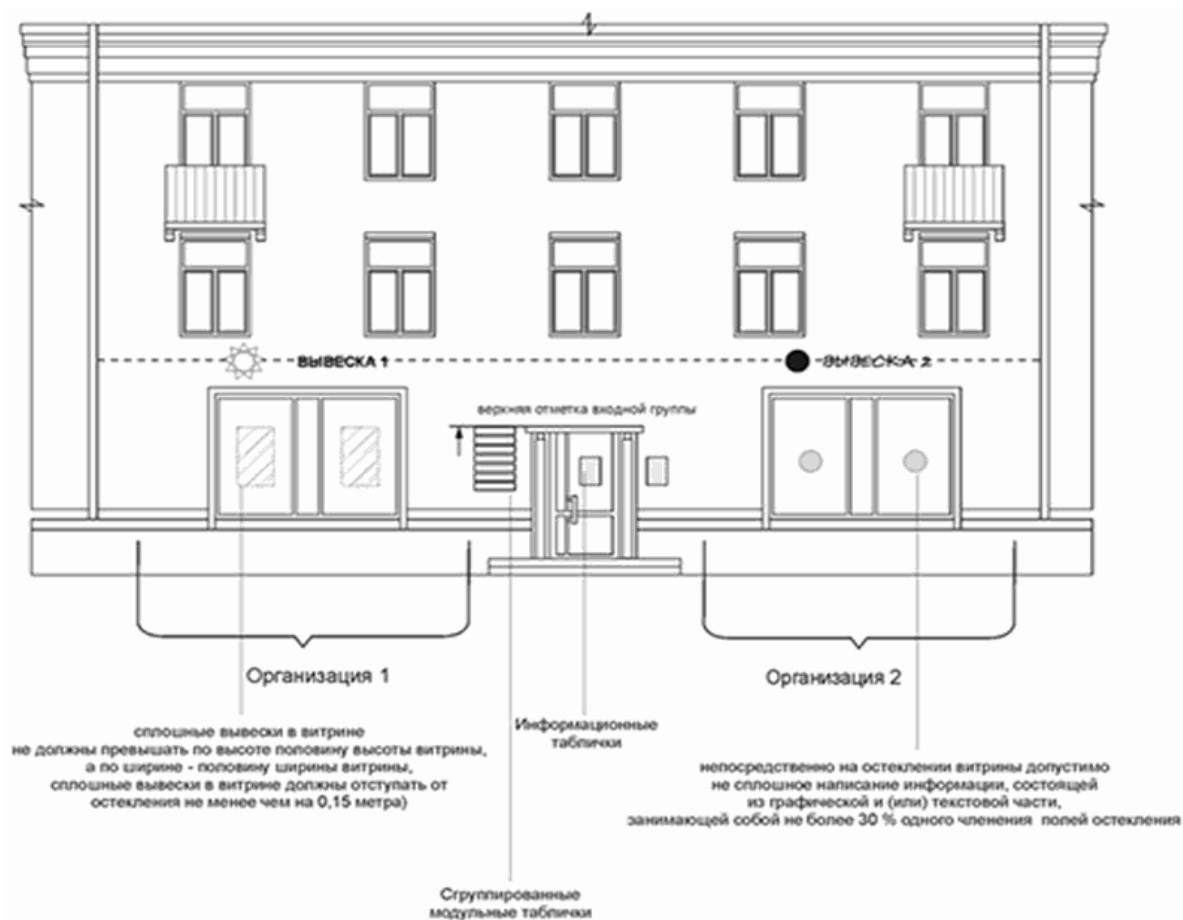 ВЫВЕСКА 1
ВЫВЕСКА 2
верхняя отметка входной группы
Организация 1
Организация 2
сплошные вывески в витрине
не должны превышать по высоте половину высоты витрины,
а по ширине - половину ширины витрины,
сплошные вывески в витрине должны отступать от
остекления не менее чем на 0,15 метра)
Информационные
таблички
непосредственно на остеклении витрины допустимо
не сплошное написание информации, состоящей
из графической и (или) текстовой части,
занимающей собой не более 30 % одного членения полей остекления
Сгруппированные
модульные таблички